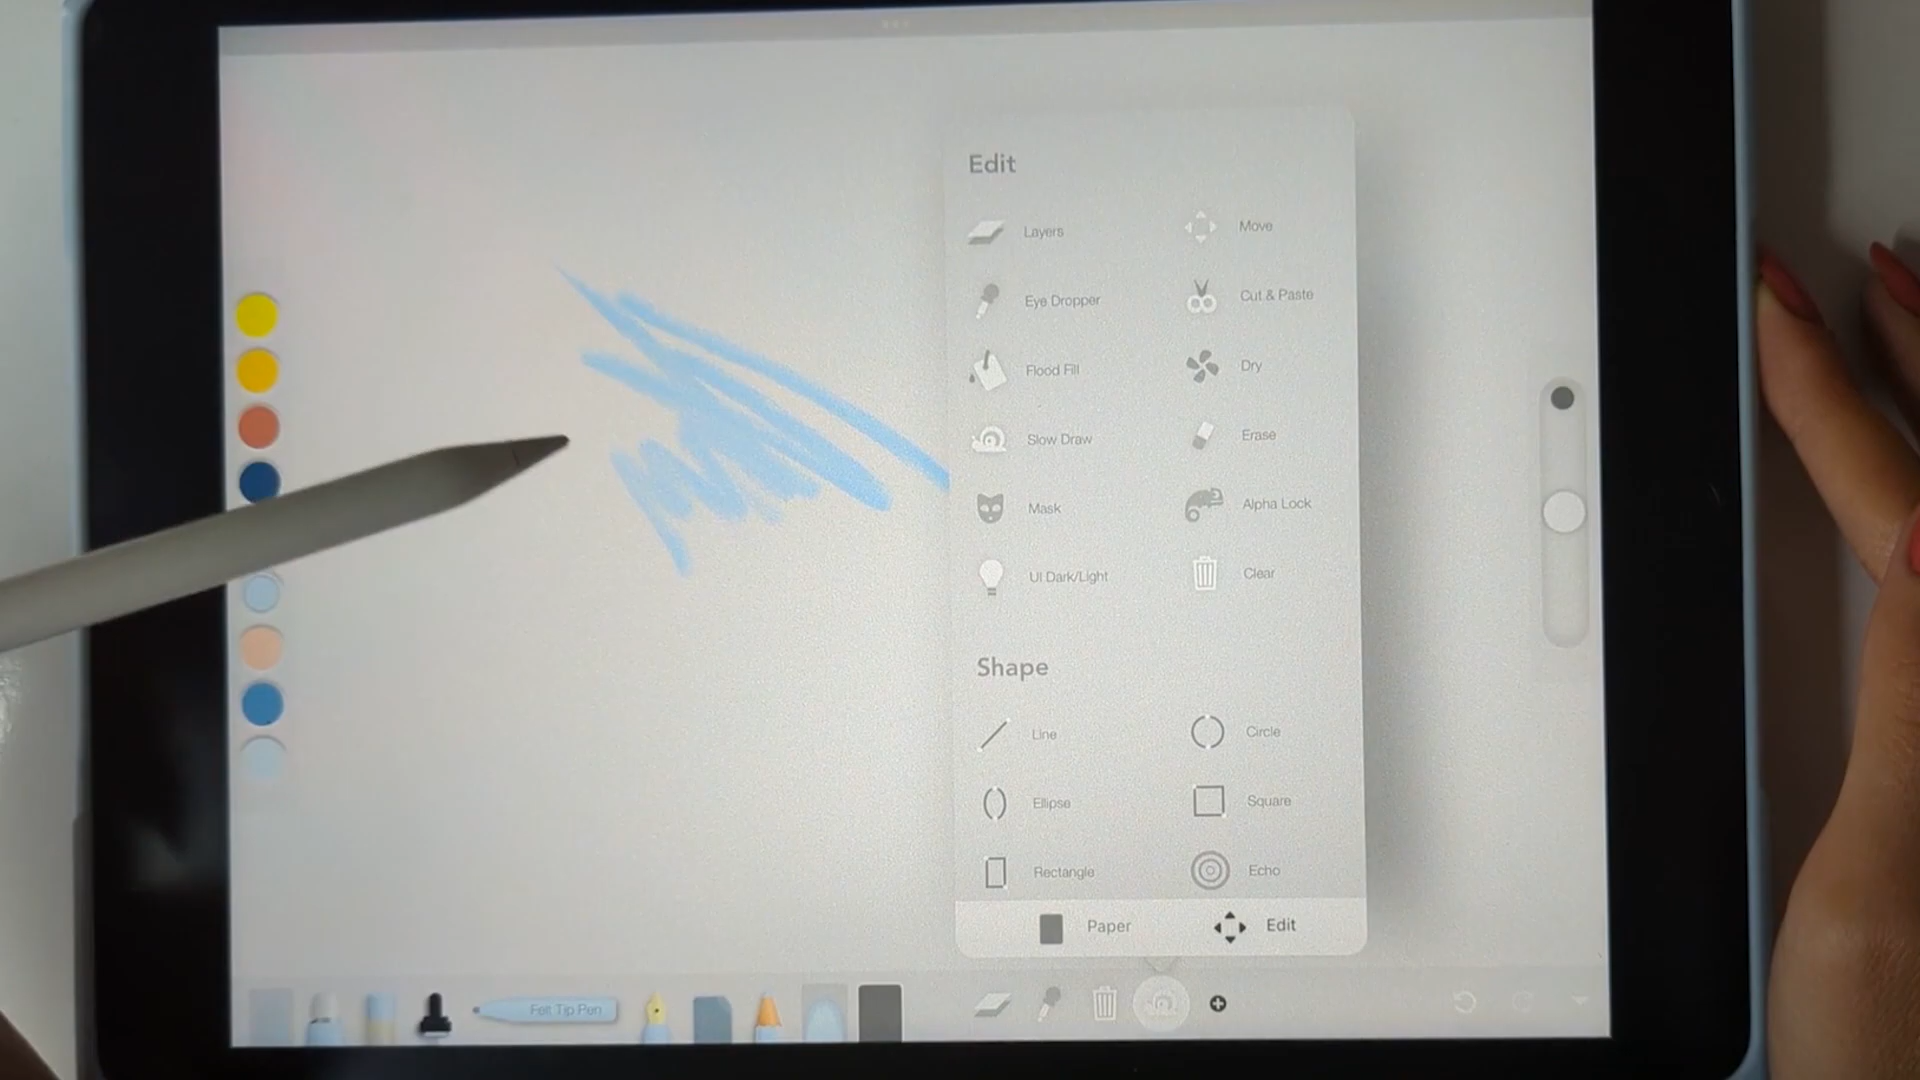 Edit
Layers Move
Eye Dropper Cut & Paste
Flood Fill Dry
Slow Draw Erase
Mask Alpha Lock
UI Dark/Light Clear
Shape
Line Circle
Ellipse Square
Rectangle Echo
Paper Edit
Felt Tip Pen